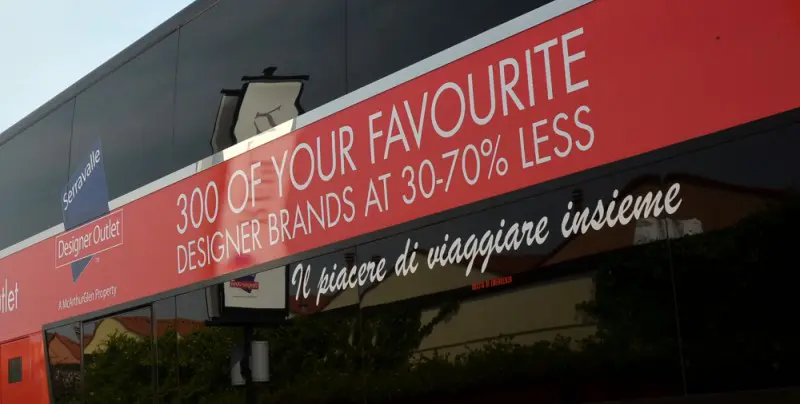 300 OF YOUR FAVOURITE
DESIGNER BRANDS AT 30-70% LESS
Serravalle
Designer Outlet
TM
A McArthurGlen Property
utlet
Il piacere di viaggiare insieme